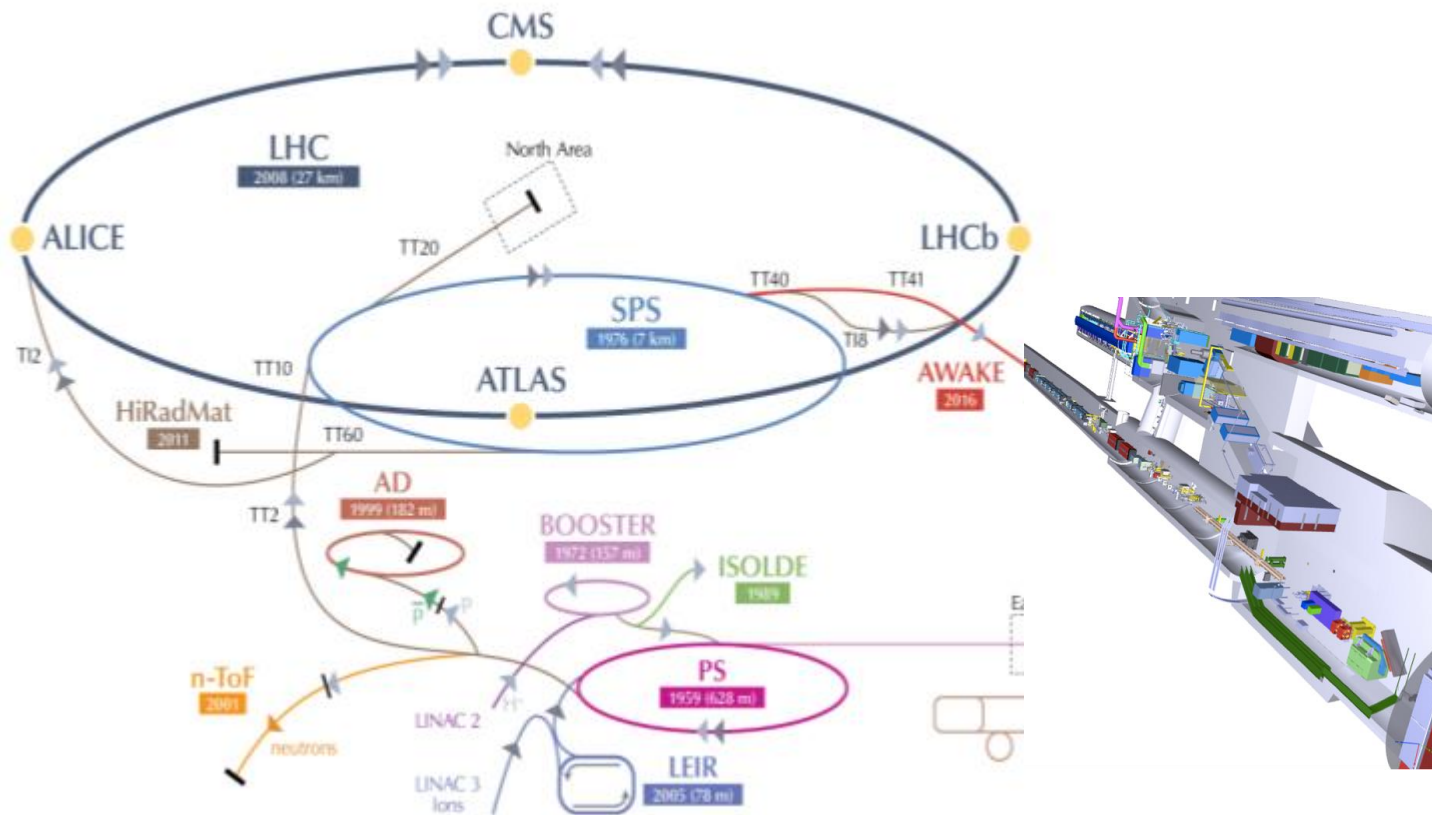 CMS
LHC
2008 (27 km)
North Area
ALICE
TT20
LHCb
TT40
TT41
SPS
1976 (7 km)
TI2
TT10
TI8
ATLAS
AWAKE
2016
HiRadMat
2011
TT60
AD
1999 (182 m)
TT2
BOOSTER
1972 (157 m)
ISOLDE
1989
p
p
n-ToF
2001
PS
1959 (628 m)
LINAC 2
neutrons
LEIR
2005 (78 m)
LINAC 3
Ions